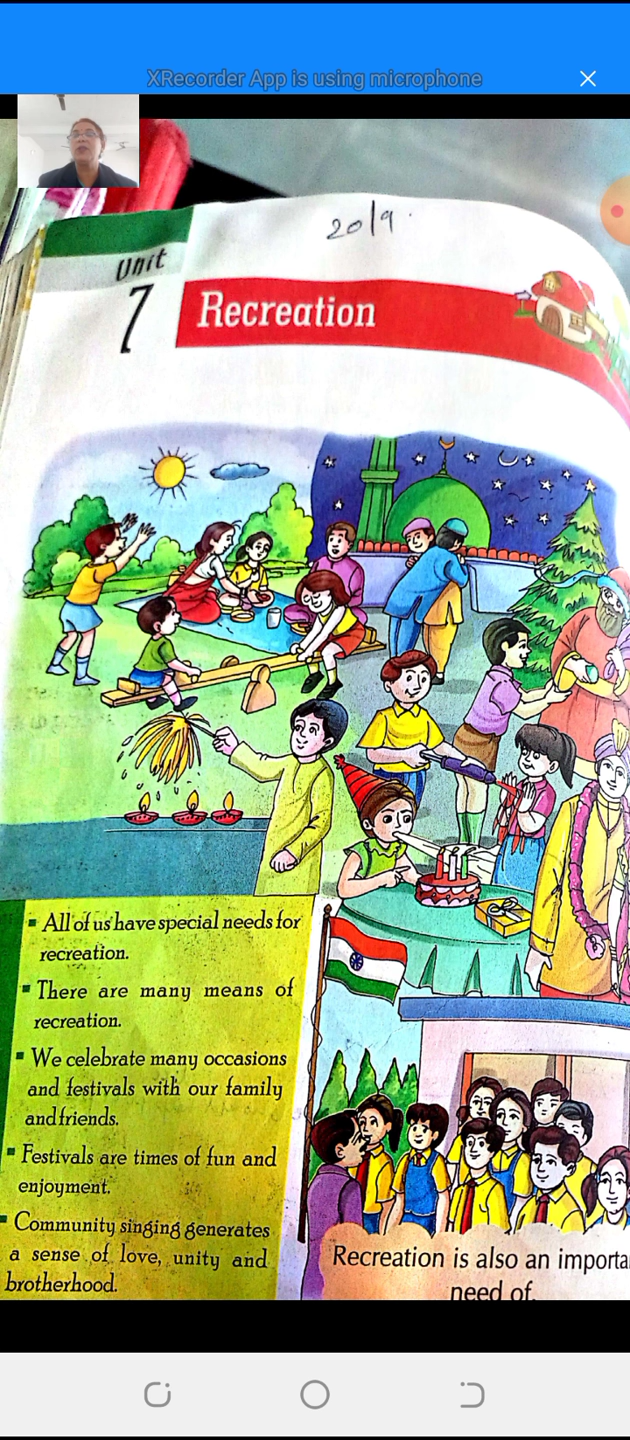 XRecorder App is using microphone
20/9.
Unit
7
Recreation
All of us have special needs for
recreation.
There are many means of
recreation.
We celebrate many occasions
and festivals with our family
and friends.
Festivals are times of fun and
enjoyment.
Community singing generates
a sense of love, unity and
brotherhood.
Recreation is also an importa
need of